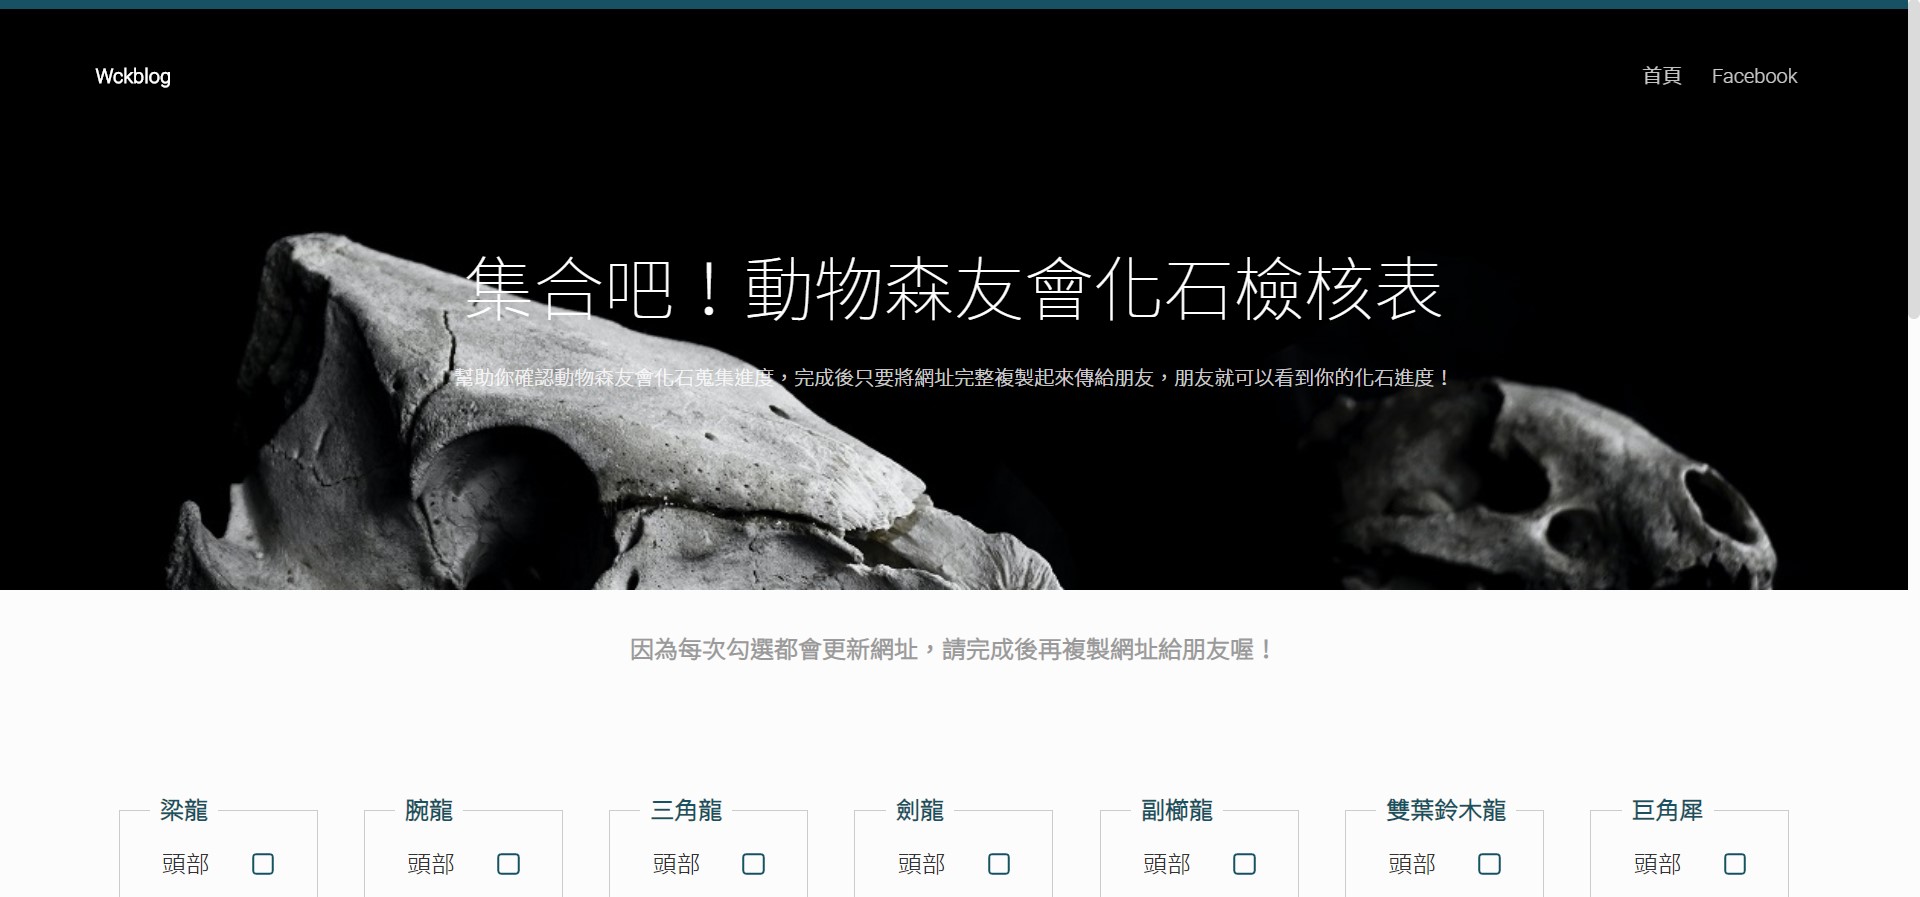 Wckblog
首頁 Facebook
集合吧！動物森友會化石檢核表
幫助你確認動物森友會化石蒐集進度，完成後只要將網址完整複製起來傳給朋友，朋友就可以看到你的化石進度！
因為每次勾選都會更新網址，請完成後再複製網址給朋友喔！
梁龍 腕龍 三角龍 劍龍 副櫛龍 雙葉鈴木龍 巨角犀
頭部 頭部 頭部 頭部 頭部 頭部 頭部